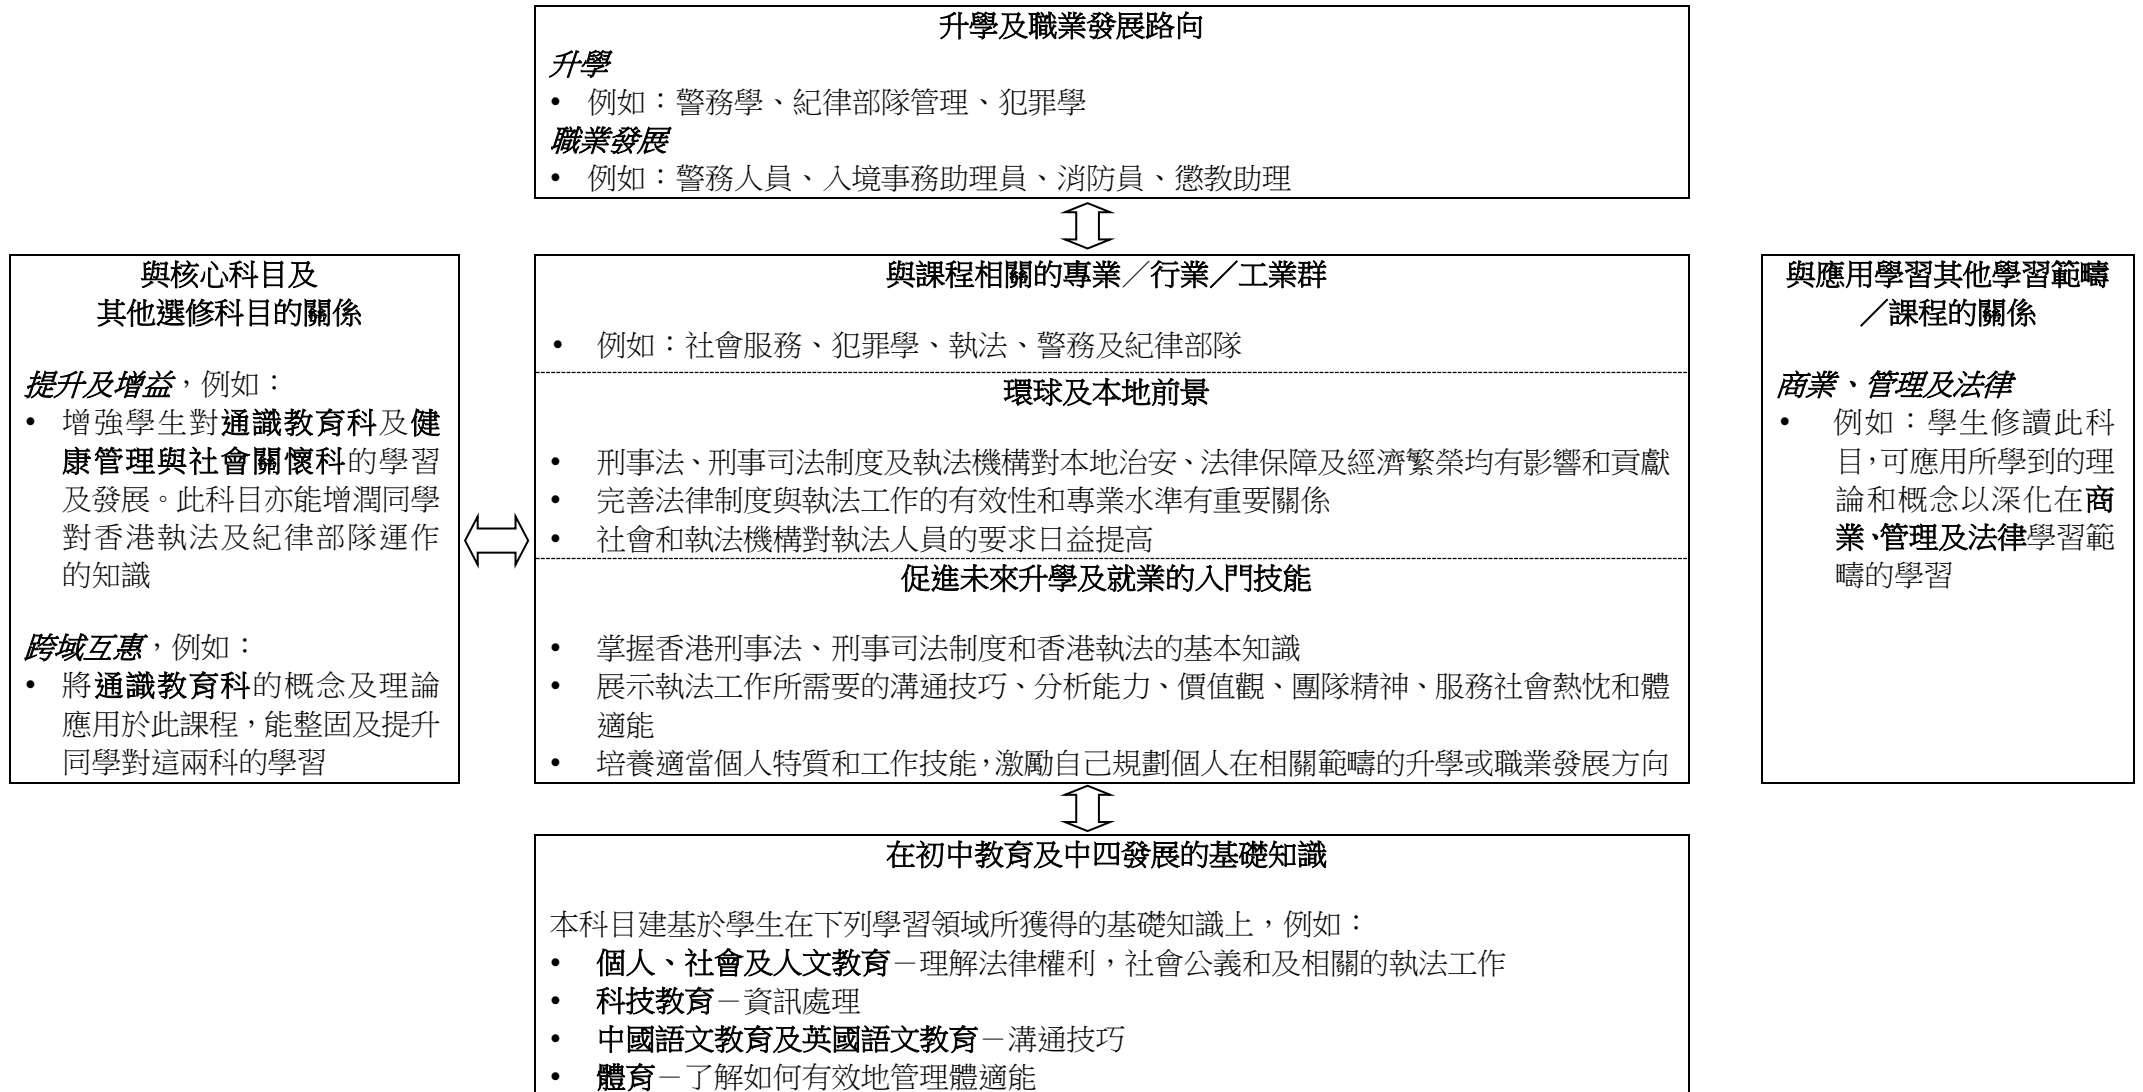 升學及職業發展路向
升學
• 例如：警務學、紀律部隊管理、犯罪學
職業發展
• 例如：警務人員、入境事務助理員、消防員、懲教助理
與核心科目及
其他選修科目的關係
提升及增益，例如：
• 增強學生對通識教育科及健
康管理與社會關懷科的學習
及發展。此科目亦能增潤同學
對香港執法及紀律部隊運作
的知識
跨域互惠，例如：
• 將通識教育科的概念及理論
應用於此課程，能整固及提升
同學對這兩科的學習
與課程相關的專業／行業／工業群
• 例如：社會服務、犯罪學、執法、警務及紀律部隊
環球及本地前景
• 刑事法、刑事司法制度及執法機構對本地治安、法律保障及經濟繁榮均有影響和貢獻
• 完善法律制度與執法工作的有效性和專業水準有重要關係
• 社會和執法機構對執法人員的要求日益提高
促進未來升學及就業的入門技能
• 掌握香港刑事法、刑事司法制度和香港執法的基本知識
• 展示執法工作所需要的溝通技巧、分析能力、價值觀、團隊精神、服務社會熱忱和體
適能
• 培養適當個人特質和工作技能，激勵自己規劃個人在相關範疇的升學或職業發展方向
與應用學習其他學習範疇
／課程的關係
商業、管理及法律
• 例如：學生修讀此科
目，可應用所學到的理
論和概念以深化在商
業、管理及法律學習範
疇的學習
在初中教育及中四發展的基礎知識
本科目建基於學生在下列學習領域所獲得的基礎知識上，例如：
• 個人、社會及人文教育－理解法律權利，社會公義和及相關的執法工作
• 科技教育－資訊處理
• 中國語文教育及英國語文教育－溝通技巧
• 體育－了解如何有效地管理體適能